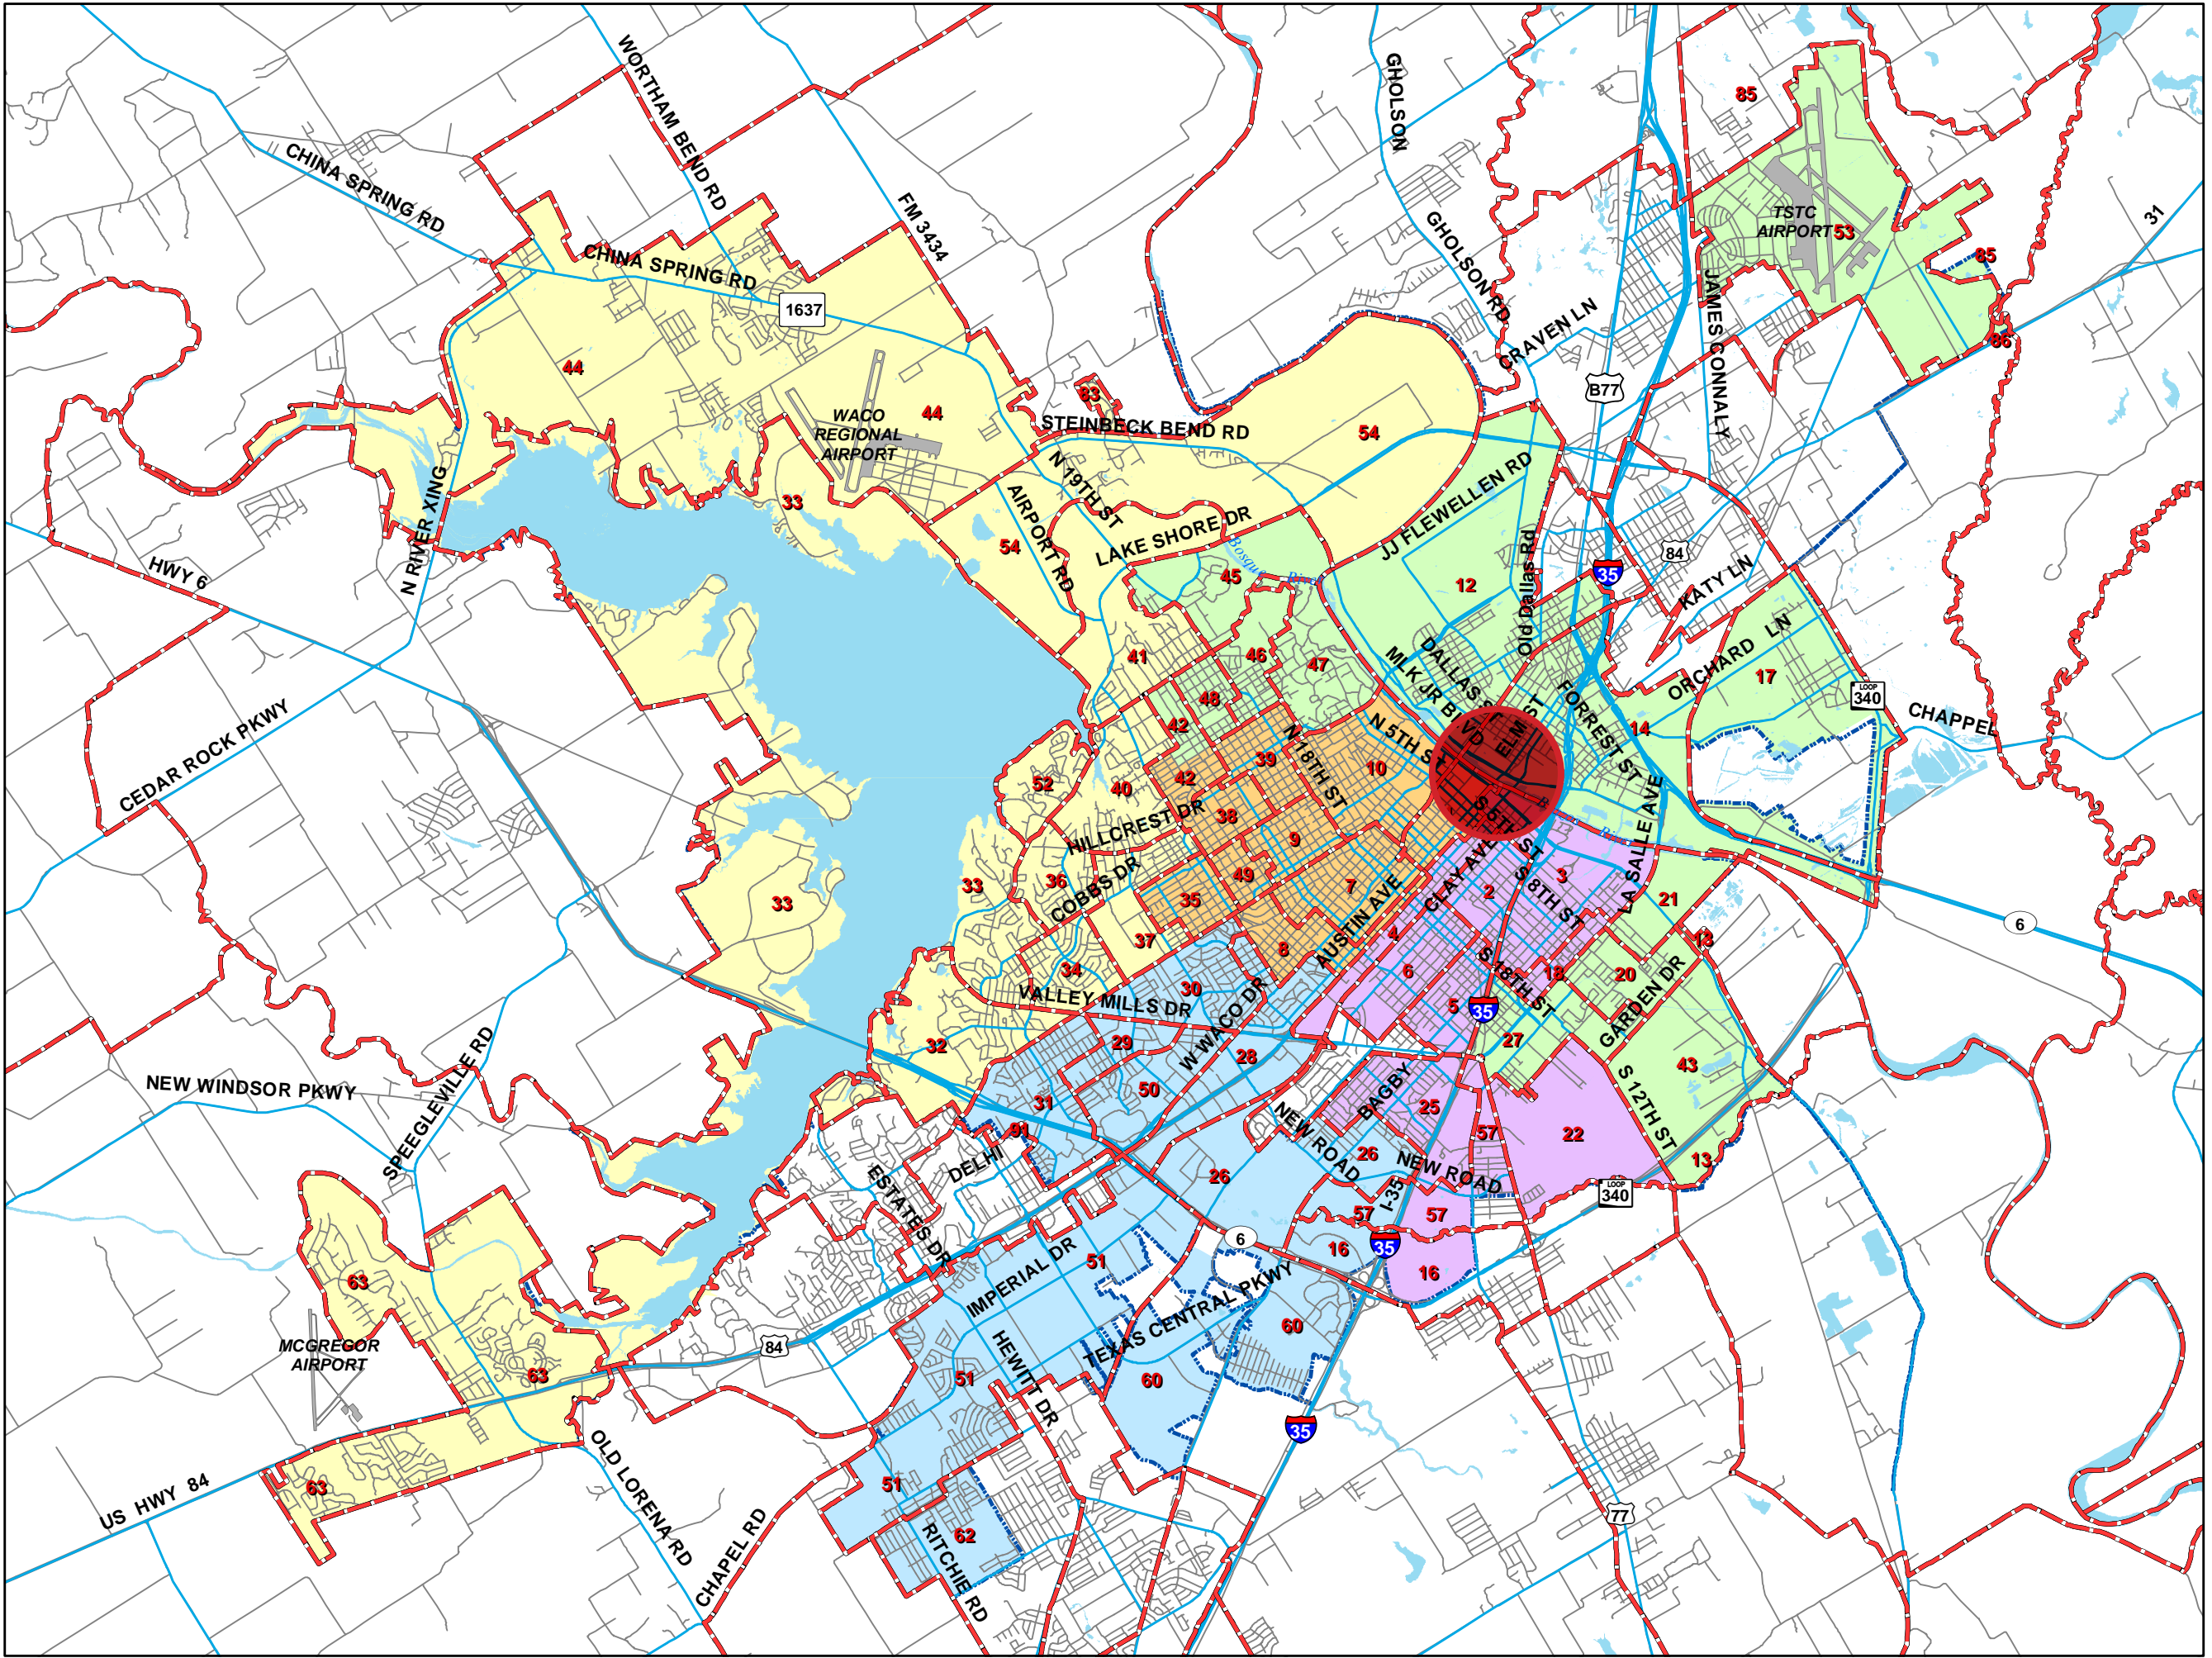 GHOLSON
WORTHAM BEND RD
85
CHINA SPRING RD
FM 3434
TSTC
AIRPORT
53
31
GHOLSON RD
CHINA SPRING RD
85
JAMES CONNALY
1637
CRAVEN LN
86
44
B77
83
WACO
REGIONAL
AIRPORT
44
STEINBECK BEND RD
54
N 19TH ST
JJ FLEWELLEN RD
AIRPORT RD
33
N RIVER XING
LAKE SHORE DR
54
Bosque
River
Old Dallas Rd
84
35
HWY 6
KATY LN
45
12
41
46
47
DALLAS S
MLK JR BLVD
ORCHARD LN
17
48
LOOP
340
CHAPPEL
42
N 5TH ST
ELM ST
FORREST ST
14
CEDAR ROCK PKWY
39
N 18TH ST
10
52
40
42
38
HILLCREST DR
S 6TH ST
LA SALLE AVE
9
33
33
36
COBBS DR
49
35
7
CLAY AVE
2
3
S 8TH ST
21
6
37
8
AUSTIN AVE
4
13
34
6
S 18TH ST
18
20
GARDEN DR
VALLEY MILLS DR
30
W WACO DR
5
35
32
29
28
27
43
NEW WINDSOR PKWY
SPEEGLEVILLE RD
50
31
BAGBY
25
S 12TH ST
91
NEW ROAD
57
22
DELHI
26
26
NEW ROAD
13
ESTATES DR
I-35
57
57
LOOP
340
6
35
16
16
51
IMPERIAL DR
63
TEXAS CENTRAL PKWY
60
MCGREGOR
AIRPORT
84
HEWITT DR
63
51
60
35
OLD LORENA RD
US HWY 84
63
51
CHAPEL RD
62
RITCHIE RD
77